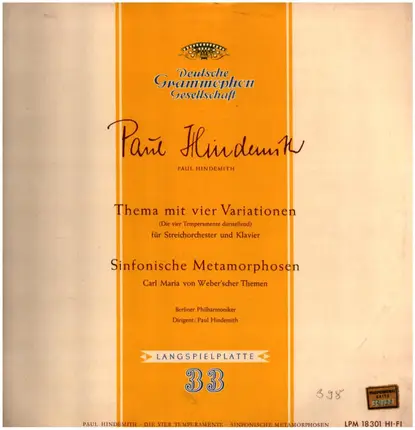 Deutsche
Grammophon
Gesellschaft
Paul Hindemith
PAUL HINDEMITH
Thema mit vier Variationen
(Die vier Temperamente darstellend)
für Streichorchester und Klavier
Sinfonische Metamorphosen
Carl Maria von Weber'scher Themen
Berliner Philharmoniker
Dirigent: Paul Hindemith
LANGSPIELPLATTE
33
398
PAUL HINDEMITH · DIE VIER TEMPERAMENTE · SINFONISCHE METAMORPHOSEN
LPM 18301 HI-FI